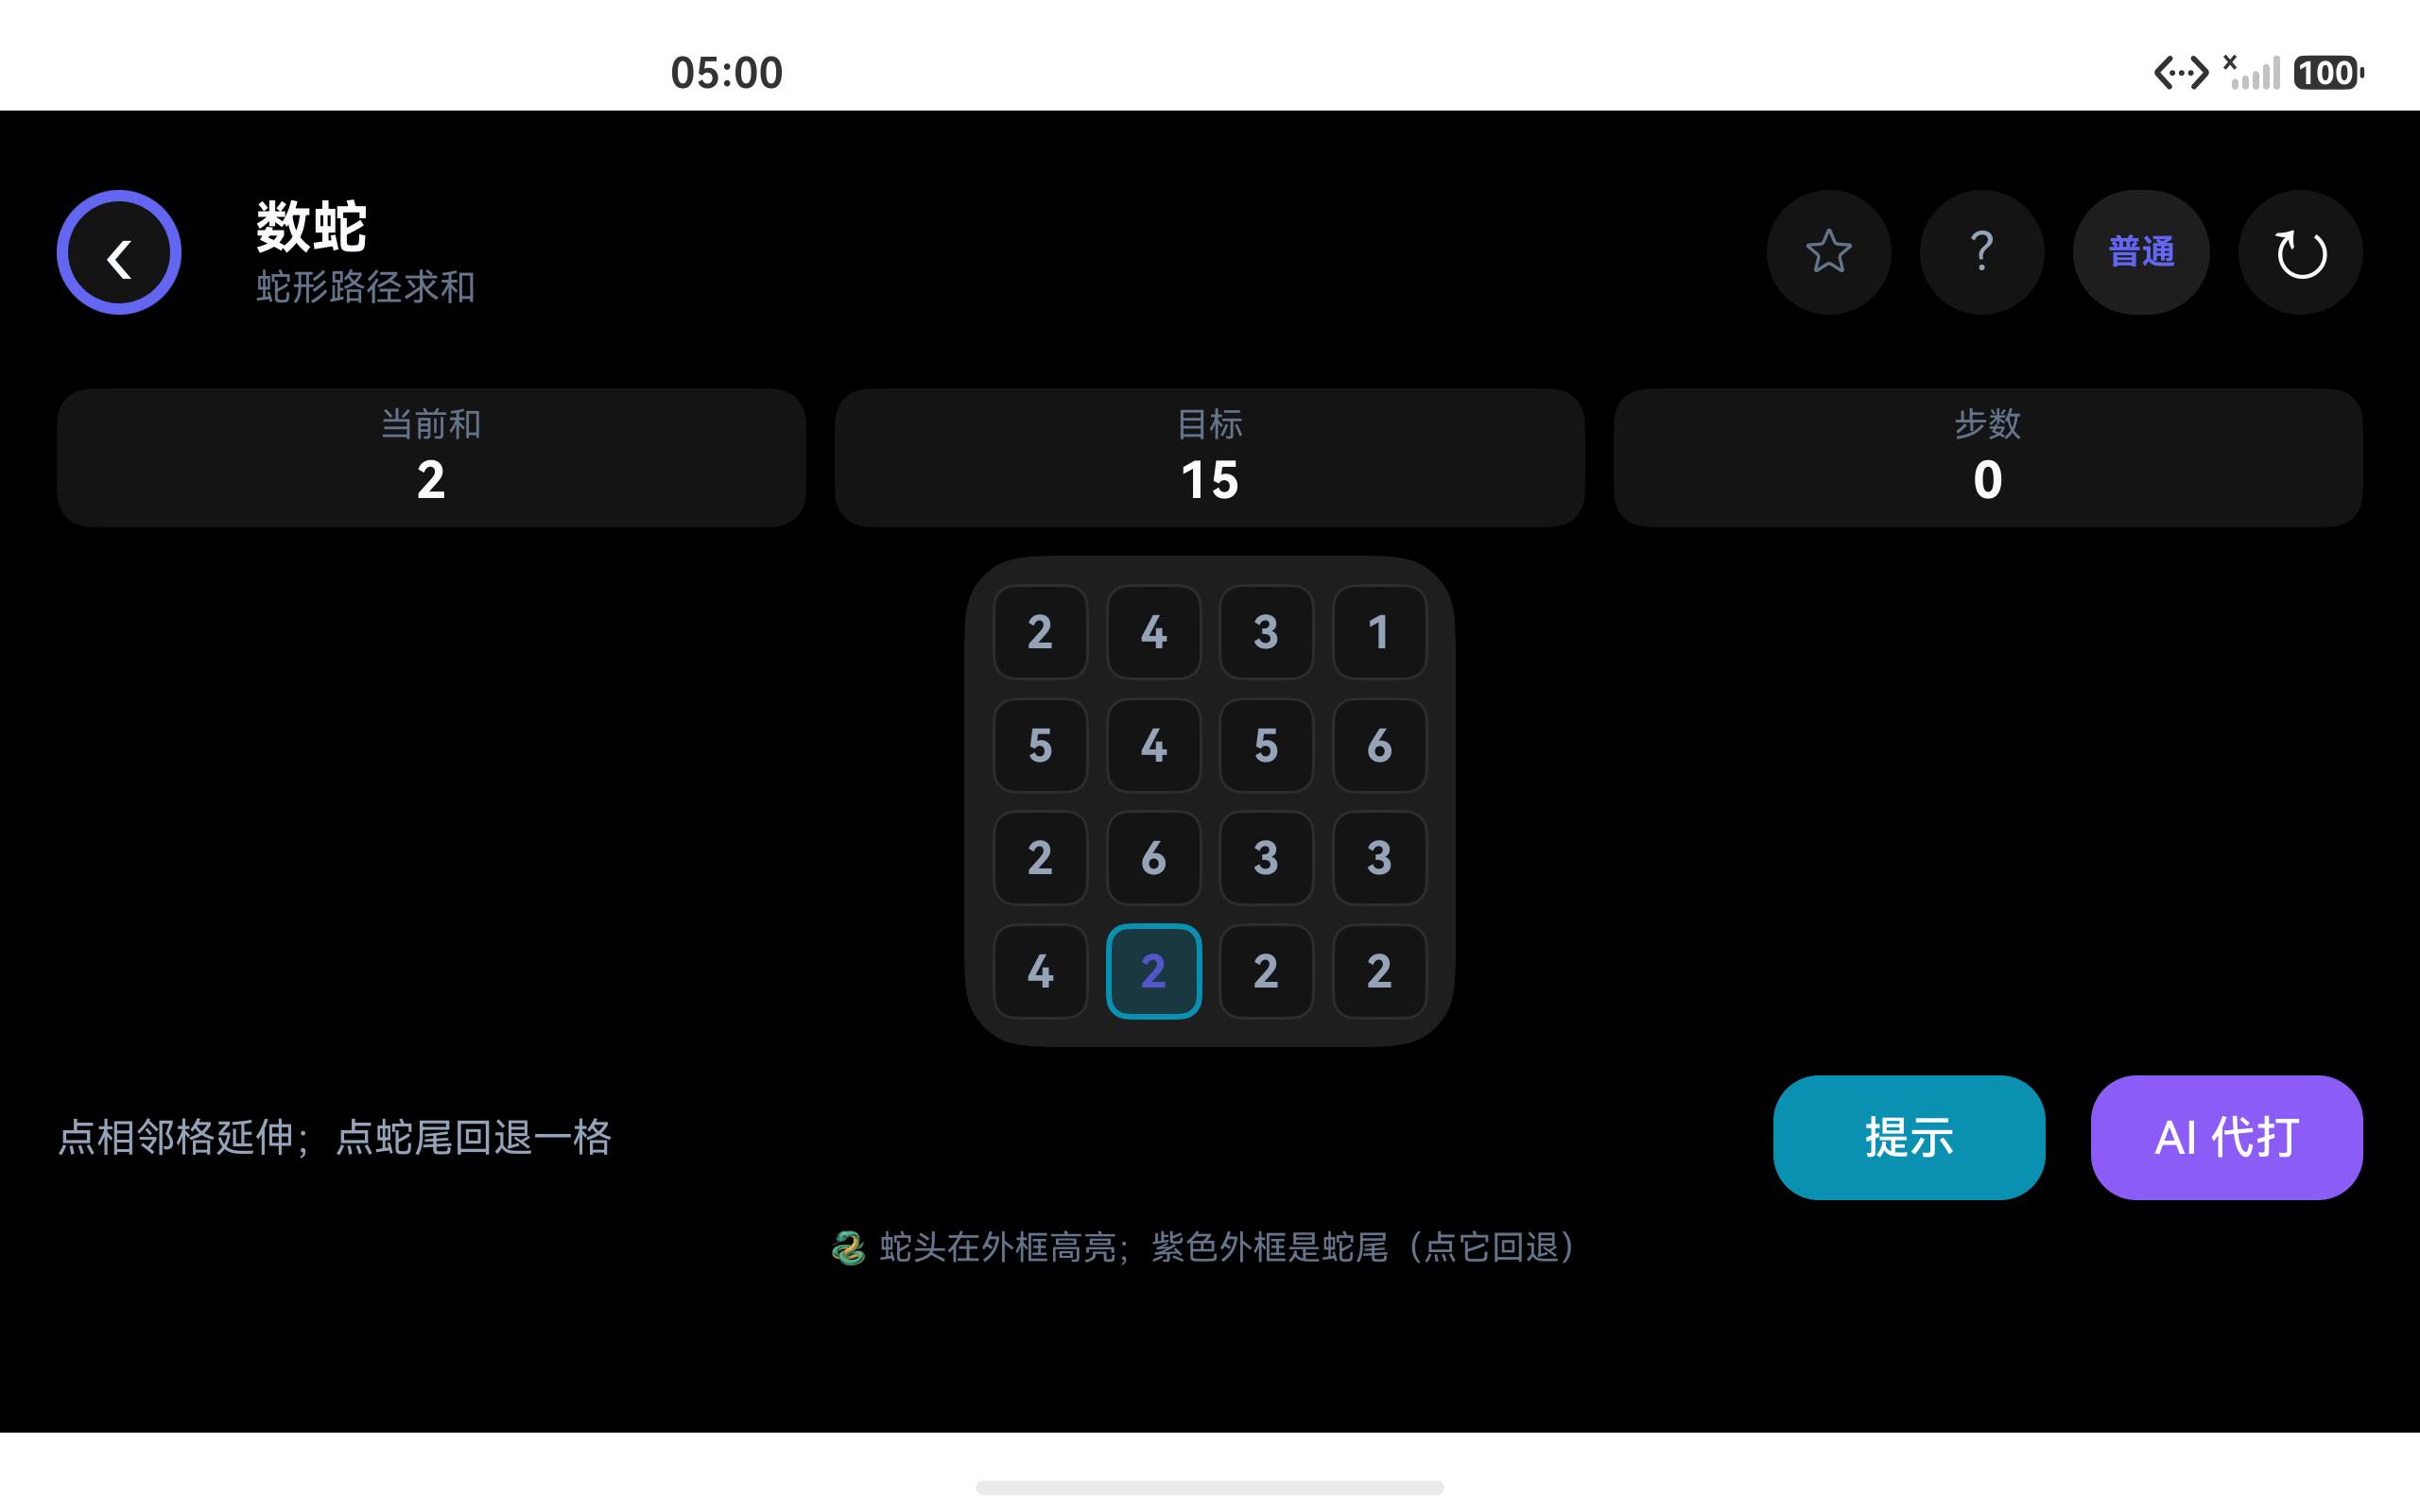 05:00
100
数蛇
蛇形路径求和
?
普通
当前和
2
目标
15
步数
0
2 4 3 1
5 4 5 6
2 6 3 3
4 2 2 2
点相邻格延伸；点蛇尾回退一格
提示
AI 代打
🐉 蛇头在外框高亮；紫色外框是蛇尾（点它回退）